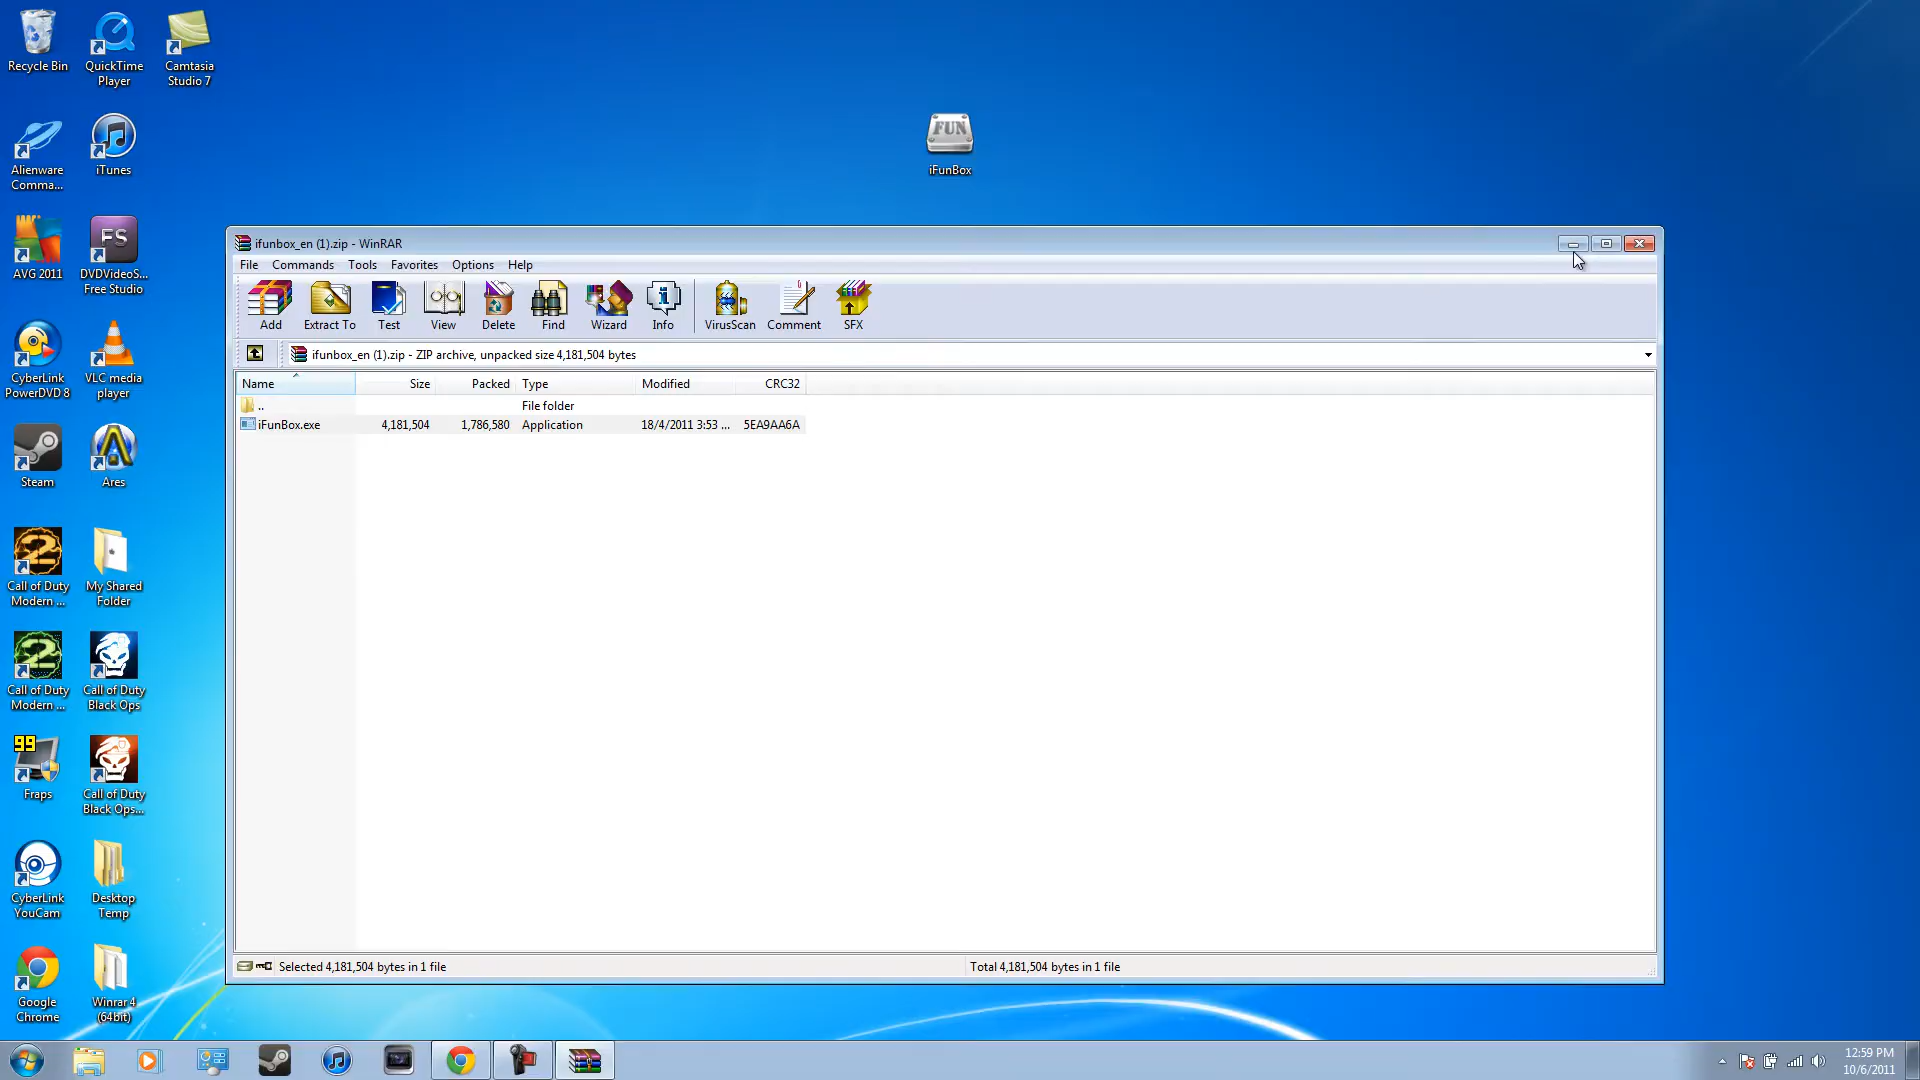 Recycle Bin
QuickTime
Player
Camtasia
Studio 7
Alienware
Comma...
iTunes
FUN
iFunBox
AVG 2011
FS
DVDVideoS...
Free Studio
CyberLink
PowerDVD 8
VLC media
player
Steam
Ares
2
Call of Duty
Modern ...
My Shared
Folder
2
Call of Duty
Modern ...
Call of Duty
Black Ops
99
Fraps
Call of Duty
Black Ops...
CyberLink
YouCam
Desktop
Temp
Google
Chrome
Winrar 4
(64bit)
ifunbox_en (1).zip - WinRAR
File Commands Tools Favorites Options Help
Add Extract To Test View Delete Find Wizard Info VirusScan Comment SFX
ifunbox_en (1).zip - ZIP archive, unpacked size 4,181,504 bytes
Name Size Packed Type Modified CRC32
.. File folder
iFunBox.exe 4,181,504 1,786,580 Application 18/4/2011 3:53 ... 5EA9AA6A
Selected 4,181,504 bytes in 1 file Total 4,181,504 bytes in 1 file
12:59 PM
10/6/2011